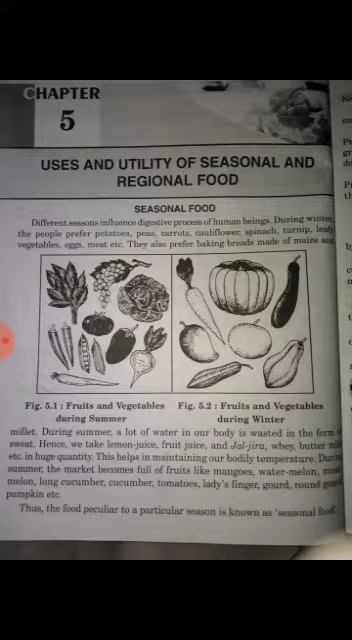 CHAPTER
5
USES AND UTILITY OF SEASONAL AND
REGIONAL FOOD
SEASONAL FOOD
Different seasons influence digestive process of human beings. During winter,
the people prefer potatoes, peas, carrots, cauliflower, spinach, turnip, leafy
vegetables, eggs, meat etc. They also prefer baking breads made of maize and
Fig. 5.1 : Fruits and Vegetables
during Summer
Fig. 5.2 : Fruits and Vegetables
during Winter
millet. During summer, a lot of water in our body is wasted in the form
sweat. Hence, we take lemon-juice, fruit juice, and Jal-jira, whey, butter
etc. in huge quantity. This helps in maintaining our bodily temperature. During
summer, the market becomes full of fruits like mangoes, water-melon,
melon, long cucumber, cucumber, tomatoes, lady's finger, gourd, round gourd
pumpkin etc.
Thus, the food peculiar to a particular season is known as 'seasonal food'.